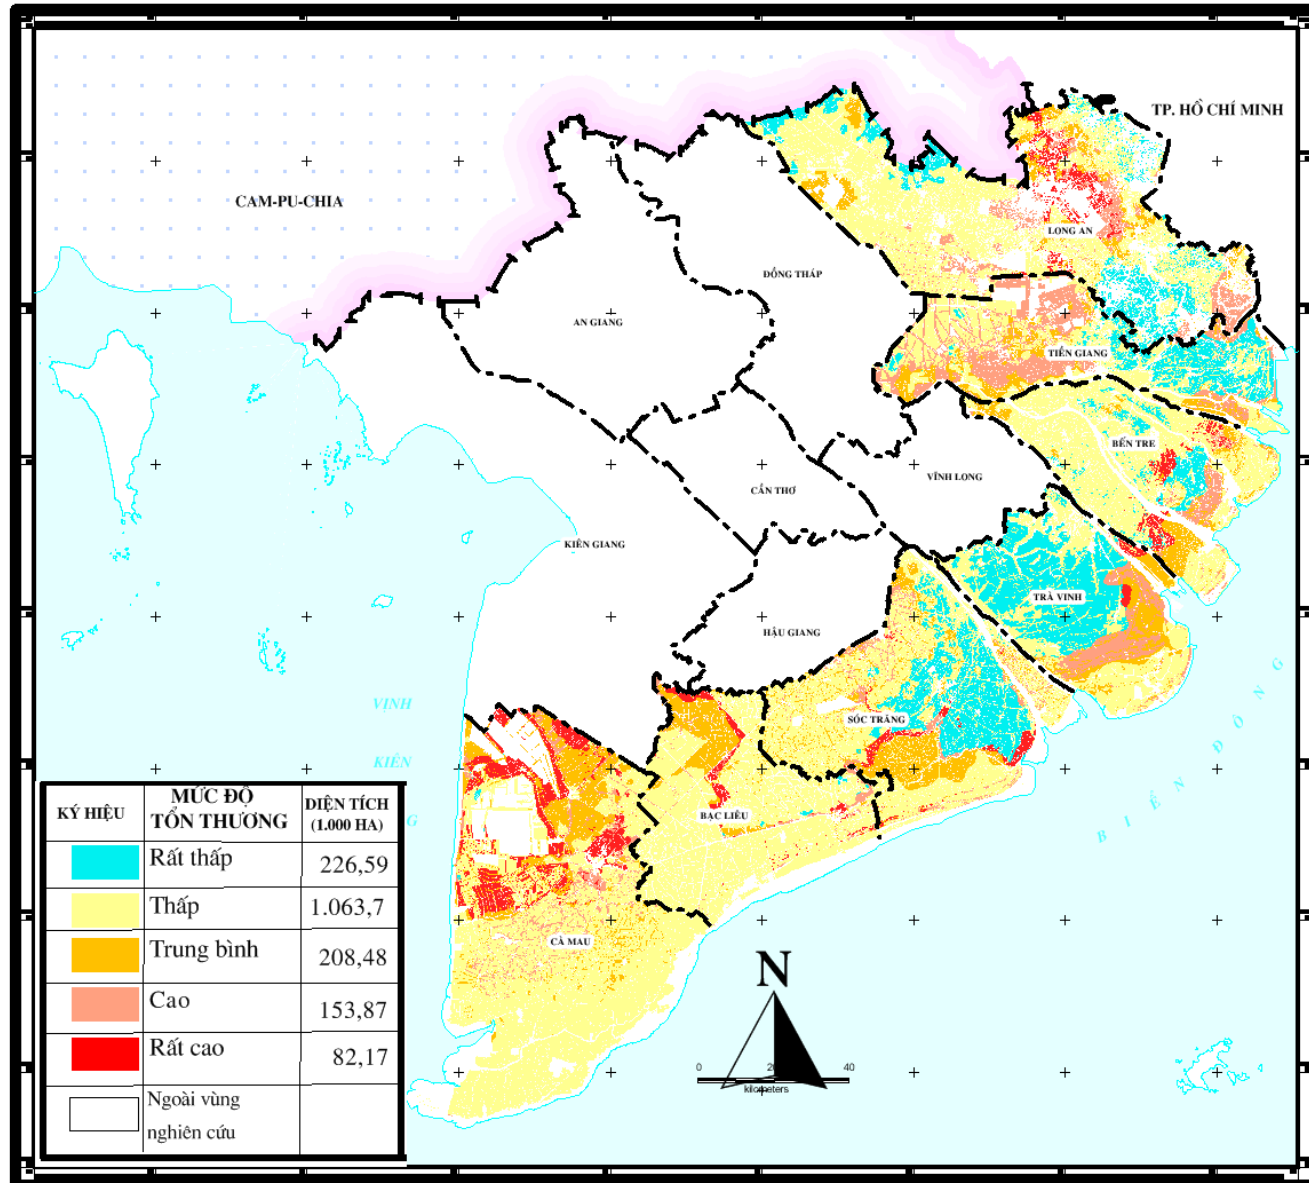 TP. HỒ CHÍ MINH
CAM-PU-CHIA
LONG AN
ĐỒNG THÁP
AN GIANG
TIỀN GIANG
BẾN TRE
VĨNH LONG
CẦN THƠ
KIÊN GIANG
TRÀ VINH
HẬU GIANG
SÓC TRĂNG
VỊNH
KIÊN
G
BIỂN ĐÔNG
BẠC LIÊU
CÀ MAU
KÝ HIỆU
MỨC ĐỘ
TỔN THƯƠNG
DIỆN TÍCH
(1.000 HA)
Rất thấp 226,59
Thấp 1.063,7
Trung bình 208,48
Cao 153,87
Rất cao 82,17
Ngoài vùng
nghiên cứu
N
0 20 40
kilometers